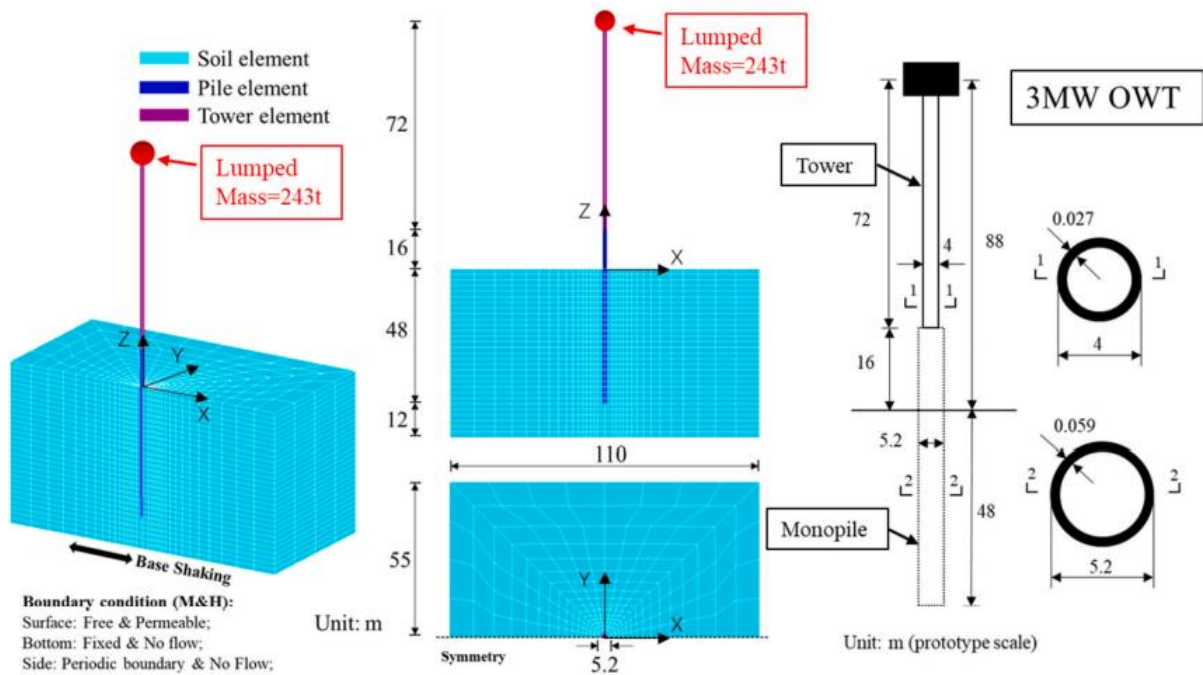 Soil element
Pile element
Tower element
Lumped
Mass=243t
Z
Y
X
Base Shaking
Boundary condition (M&H):
Surface: Free & Permeable;
Bottom: Fixed & No flow;
Side: Periodic boundary & No Flow;
Lumped
Mass=243t
72
16
48
12
Z
X
110
55
Y
X
Unit: m
Symmetry
5.2
3MW OWT
Tower
72
4
88
1
1
16
5.2
2
2
48
Monopile
Unit: m (prototype scale)
0.027
1
1
4
0.059
2
2
5.2